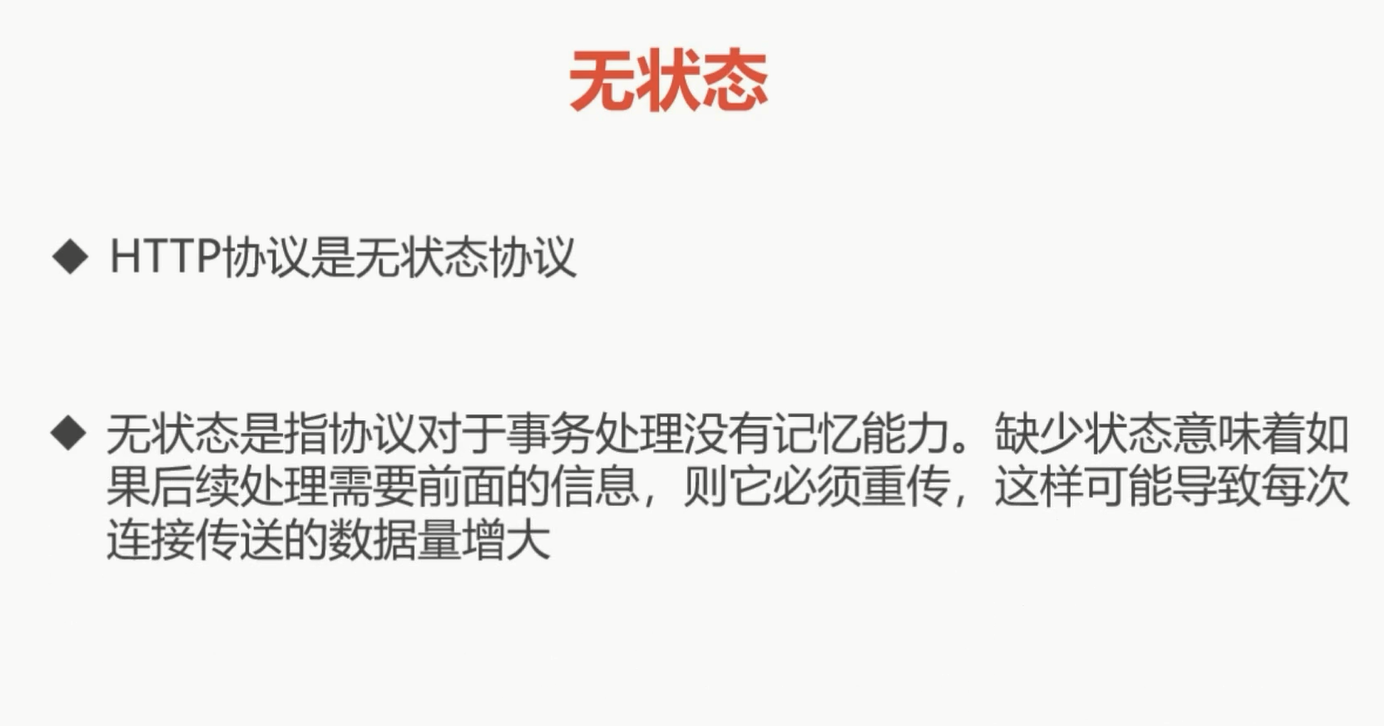 无状态
◆ HTTP协议是无状态协议
◆ 无状态是指协议对于事务处理没有记忆能力。缺少状态意味着如
果后续处理需要前面的信息，则它必须重传，这样可能导致每次
连接传送的数据量增大